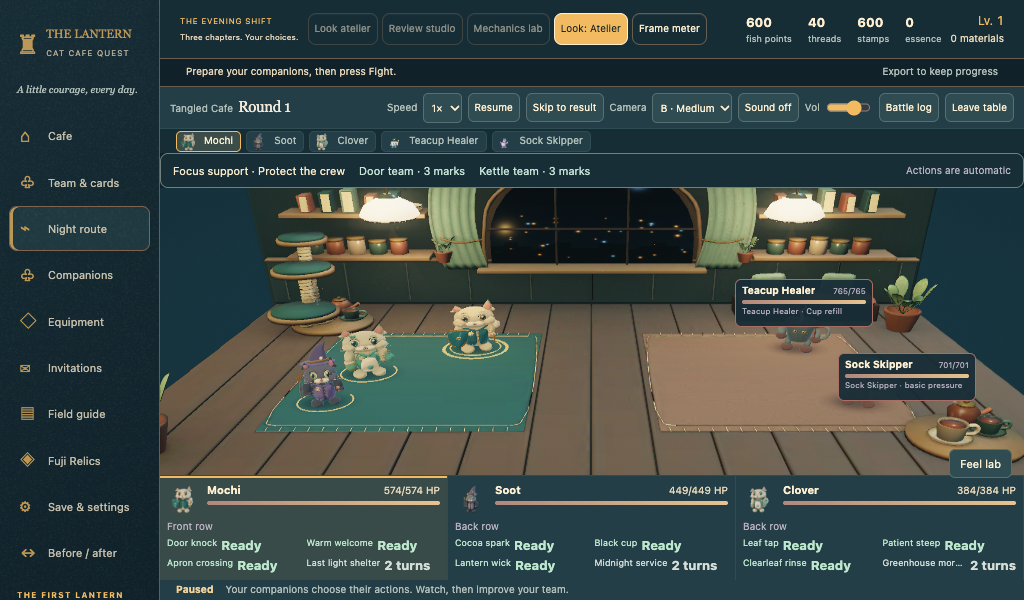 THE LANTERN
CAT CAFE QUEST
A little courage, every day.
Cafe
Team & cards
Night route
Companions
Equipment
Invitations
Field guide
Fuji Relics
Save & settings
Before / after
THE FIRST LANTERN
THE EVENING SHIFT
Three chapters. Your choices.
Look atelier
Review studio
Mechanics lab
Look: Atelier
Frame meter
600 fish points
40 threads
600 stamps
0 essence
Lv. 1
0 materials
Prepare your companions, then press Fight.
Export to keep progress
Tangled Cafe Round 1
Speed 1x Resume Skip to result Camera B · Medium Sound off Vol Battle log Leave table
Mochi Soot Clover Teacup Healer Sock Skipper
Focus support · Protect the crew Door team · 3 marks Kettle team · 3 marks Actions are automatic
Teacup Healer 765/765
Teacup Healer · Cup refill
Sock Skipper 701/701
Sock Skipper · basic pressure
Feel lab
Mochi 574/574 HP
Front row
Door knock Ready Warm welcome Ready
Apron crossing Ready Last light shelter 2 turns
Soot 449/449 HP
Back row
Cocoa spark Ready Black cup Ready
Lantern wick Ready Midnight service 2 turns
Clover 384/384 HP
Back row
Leaf tap Ready Patient steep Ready
Clearleaf rinse Ready Greenhouse mor... 2 turns
Paused Your companions choose their actions. Watch, then improve your team.